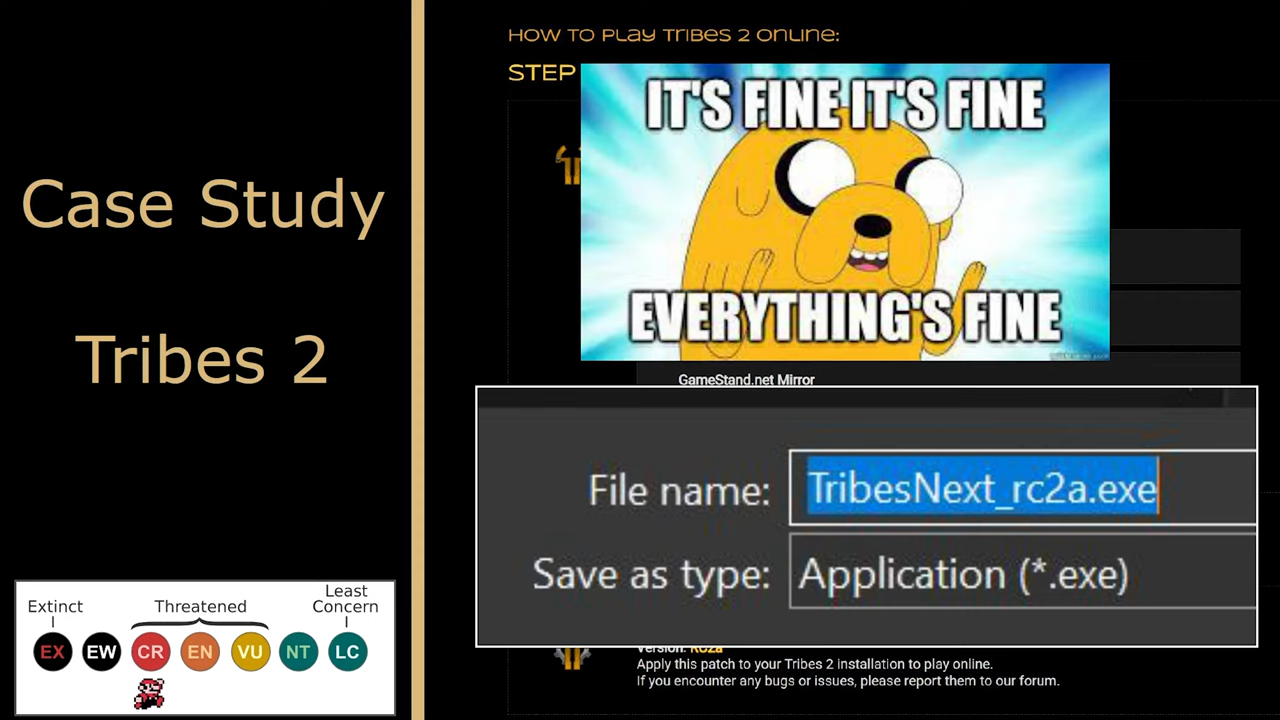 Case Study
Tribes 2
HOW TO PLAY TRIBES 2 ONLINE:
STEP
IT'S FINE IT'S FINE
EVERYTHING'S FINE
GameStand.net Mirror
File name: TribesNext_rc2a.exe
Save as type: Application (*.exe)
Version: RC2a
Apply this patch to your Tribes 2 installation to play online.
If you encounter any bugs or issues, please report them to our forum.
Extinct
Threatened
Least
Concern
EX EW CR EN VU NT LC